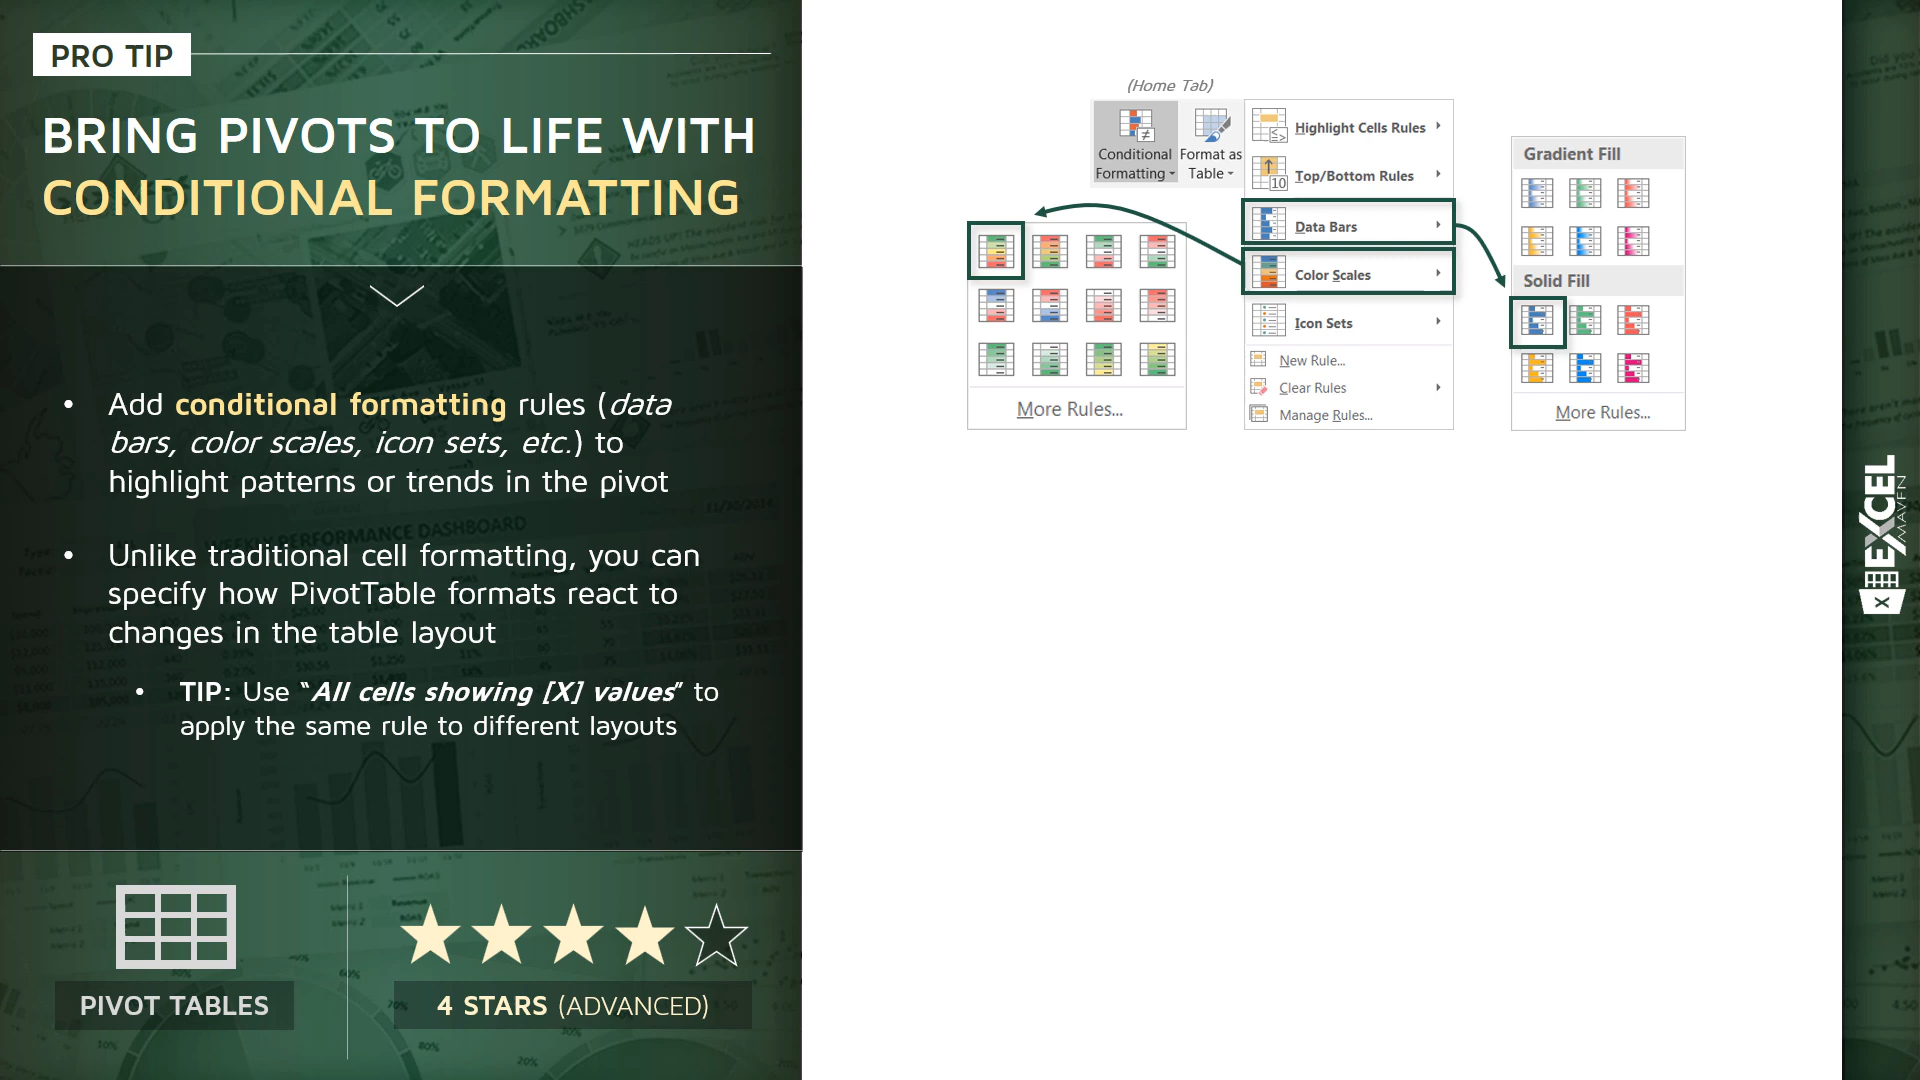 PRO TIP
BRING PIVOTS TO LIFE WITH
CONDITIONAL FORMATTING
• Add conditional formatting rules (data
bars, color scales, icon sets, etc.) to
highlight patterns or trends in the pivot
• Unlike traditional cell formatting, you can
specify how PivotTable formats react to
changes in the table layout
• TIP: Use “All cells showing [X] values” to
apply the same rule to different layouts
WEEKLY PERFORMANCE DASHBOARD
PIVOT TABLES
4 STARS (ADVANCED)
(Home Tab)
Conditional
Formatting
Format as
Table
Highlight Cells Rules
Top/Bottom Rules
10
Data Bars
Color Scales
Icon Sets
New Rule...
Clear Rules
Manage Rules...
More Rules...
Gradient Fill
Solid Fill
More Rules...
X EXCEL
MAVEN